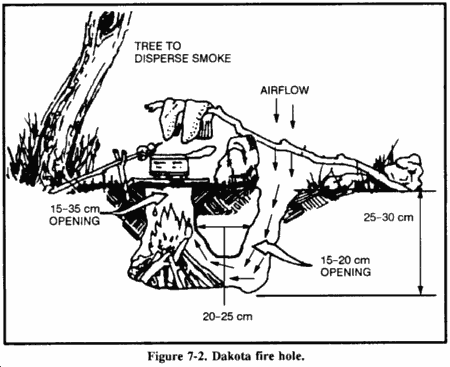 TREE TO
DISPERSE SMOKE
AIRFLOW
15-35 cm
OPENING
25-30 cm
15-20 cm
OPENING
20-25 cm
Figure 7-2. Dakota fire hole.